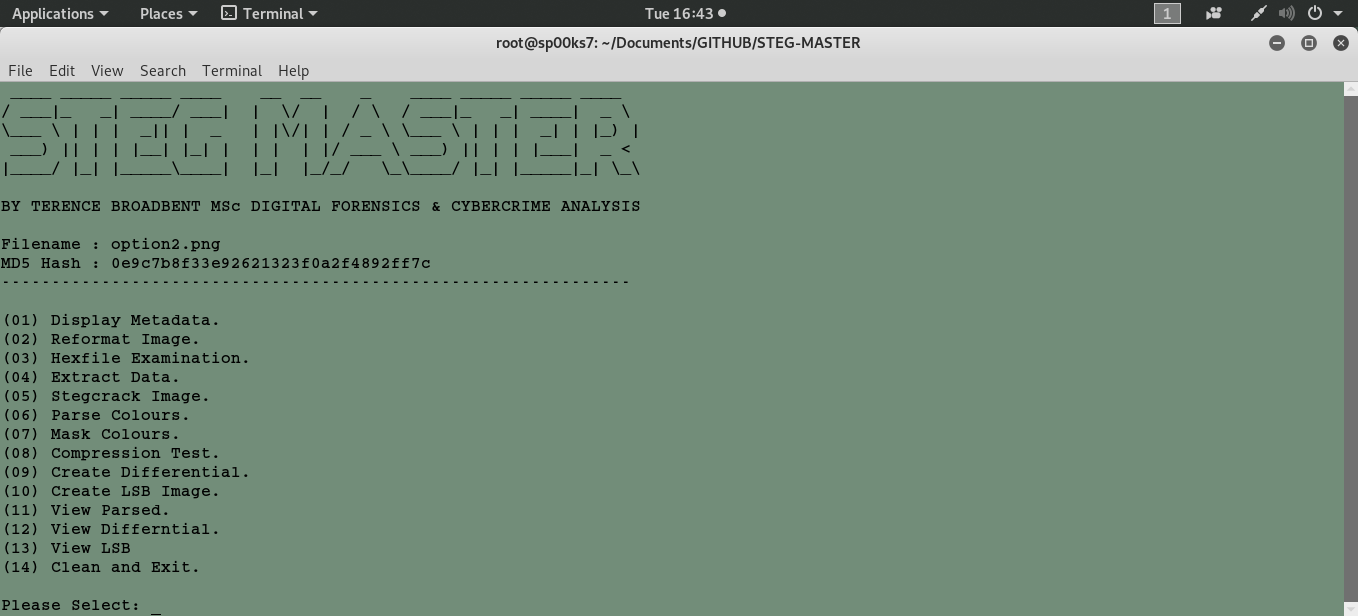 Applications Places Terminal Tue 16:43 1
root@sp00ks7: ~/Documents/GITHUB/STEG-MASTER
File Edit View Search Terminal Help
STEG MASTER
BY TERENCE BROADBENT MSc DIGITAL FORENSICS & CYBERCRIME ANALYSIS
Filename : option2.png
MD5 Hash : 0e9c7b8f33e92621323f0a2f4892ff7c
---------------------------------------------------------------
(01) Display Metadata.
(02) Reformat Image.
(03) Hexfile Examination.
(04) Extract Data.
(05) Stegcrack Image.
(06) Parse Colours.
(07) Mask Colours.
(08) Compression Test.
(09) Create Differential.
(10) Create LSB Image.
(11) View Parsed.
(12) View Differntial.
(13) View LSB
(14) Clean and Exit.
Please Select: _